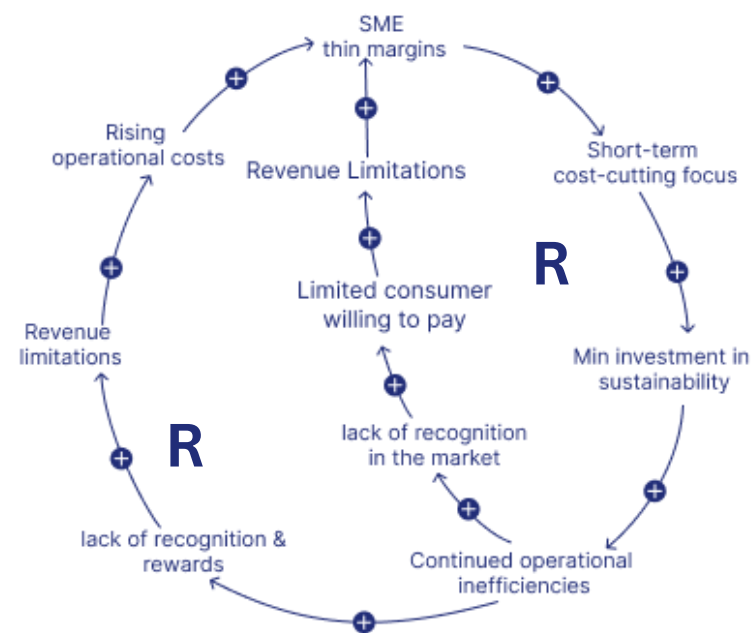 SME
thin margins
Rising
operational costs
Revenue Limitations
Short-term
cost-cutting focus
R
Limited consumer
willing to pay
Revenue
limitations
Min investment in
sustainability
R
lack of recognition
in the market
lack of recognition &
rewards
Continued operational
inefficiencies